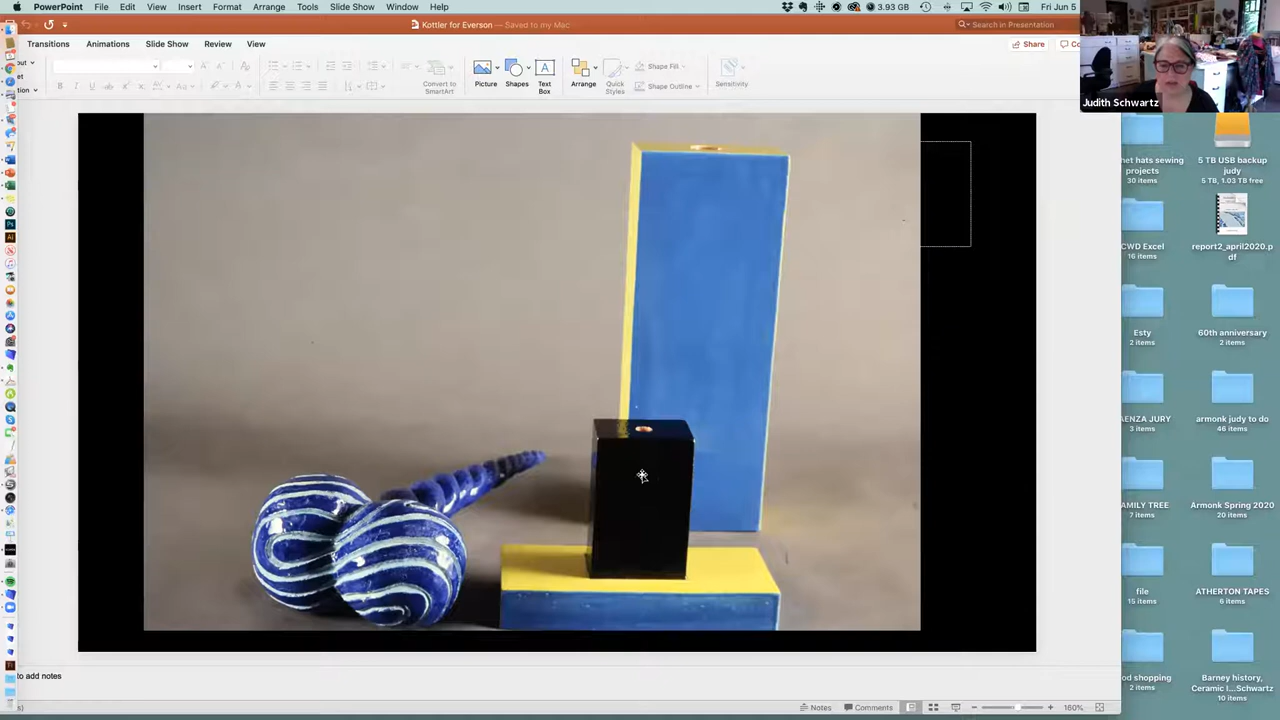 PowerPoint File Edit View Insert Format Arrange Tools Slide Show Window Help 3.93 GB Fri Jun 5
Kottler for Everson — Saved to my Mac
Search in Presentation
Transitions Animations Slide Show Review View Share
Convert to
SmartArt
Picture
Shapes
Text
Box
Arrange
Quick
Styles
Shape Fill
Shape Outline
Sensitivity
Judith Schwartz
sewing
projects
30 items
5 TB USB backup
judy
5 TB, 1.03 TB free
CWD Excel
16 items
report2_april2020.p
df
Esty
2 items
60th anniversary
2 items
AENZA JURY
3 items
armonk judy to do
46 items
AMILY TREE
7 items
Armonk Spring 2020
20 items
file
15 items
ATHERTON TAPES
6 items
od shopping
2 items
Barney history,
Ceramic I...Schwartz
10 items
to add notes
Notes Comments 160%